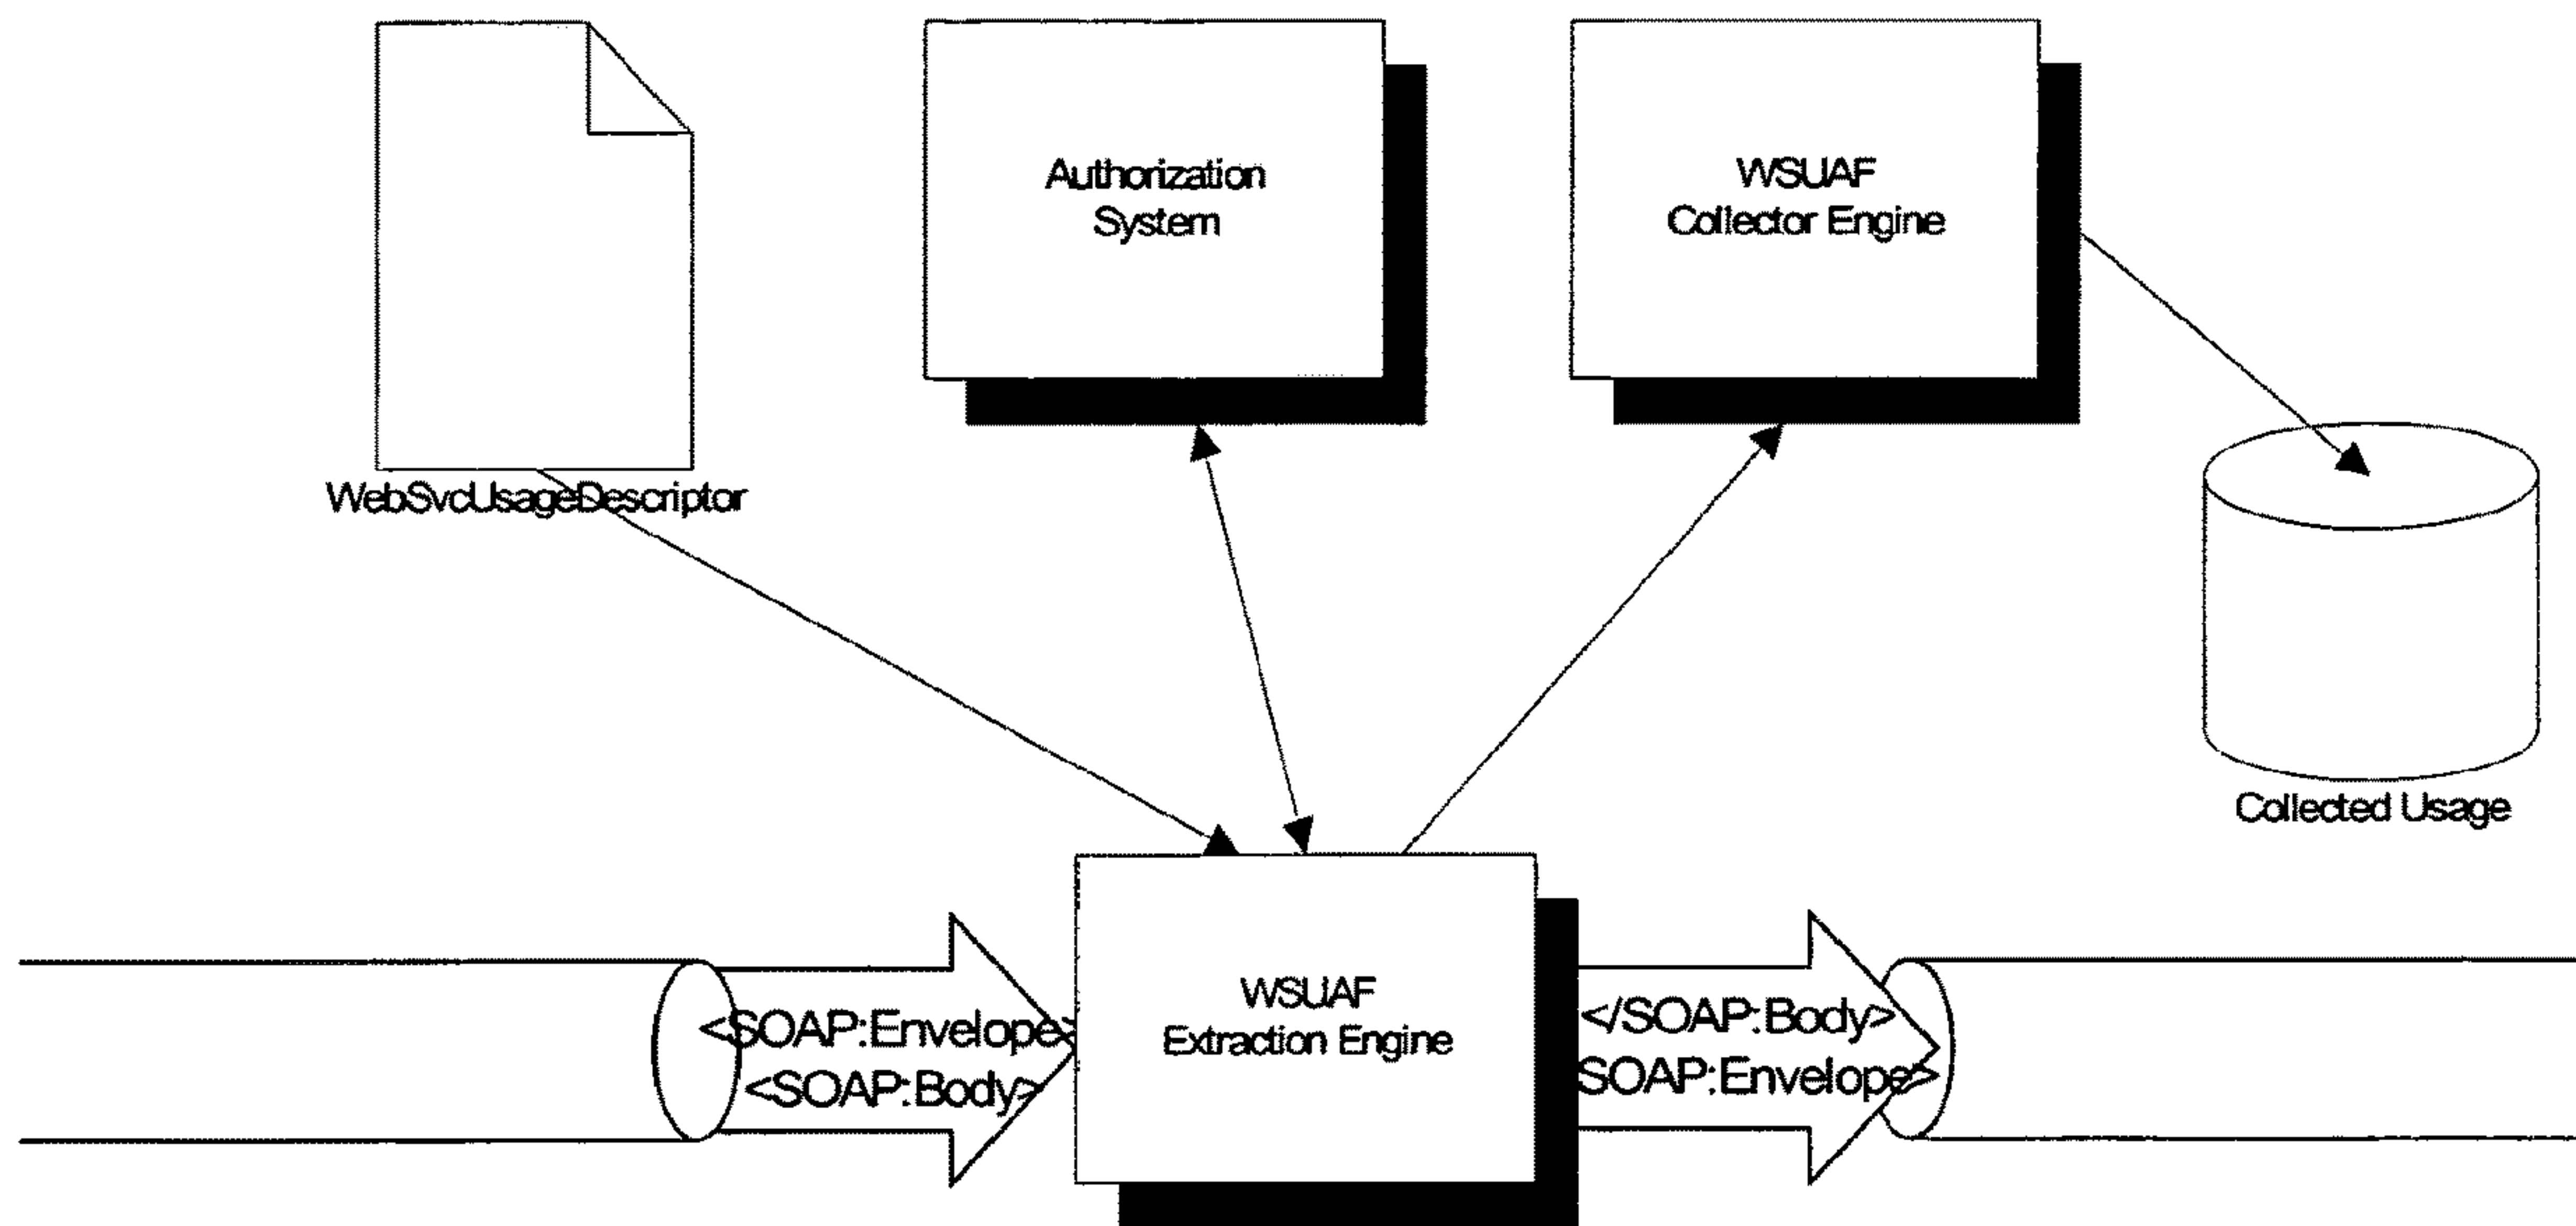 Authorization
System
WSUAF
Collector Engine
WebSvcUsageDescriptor
Collected Usage
WSUAF
Extraction Engine
<SOAP:Envelope>
<SOAP:Body>
</SOAP:Body>
SOAP:Envelope>